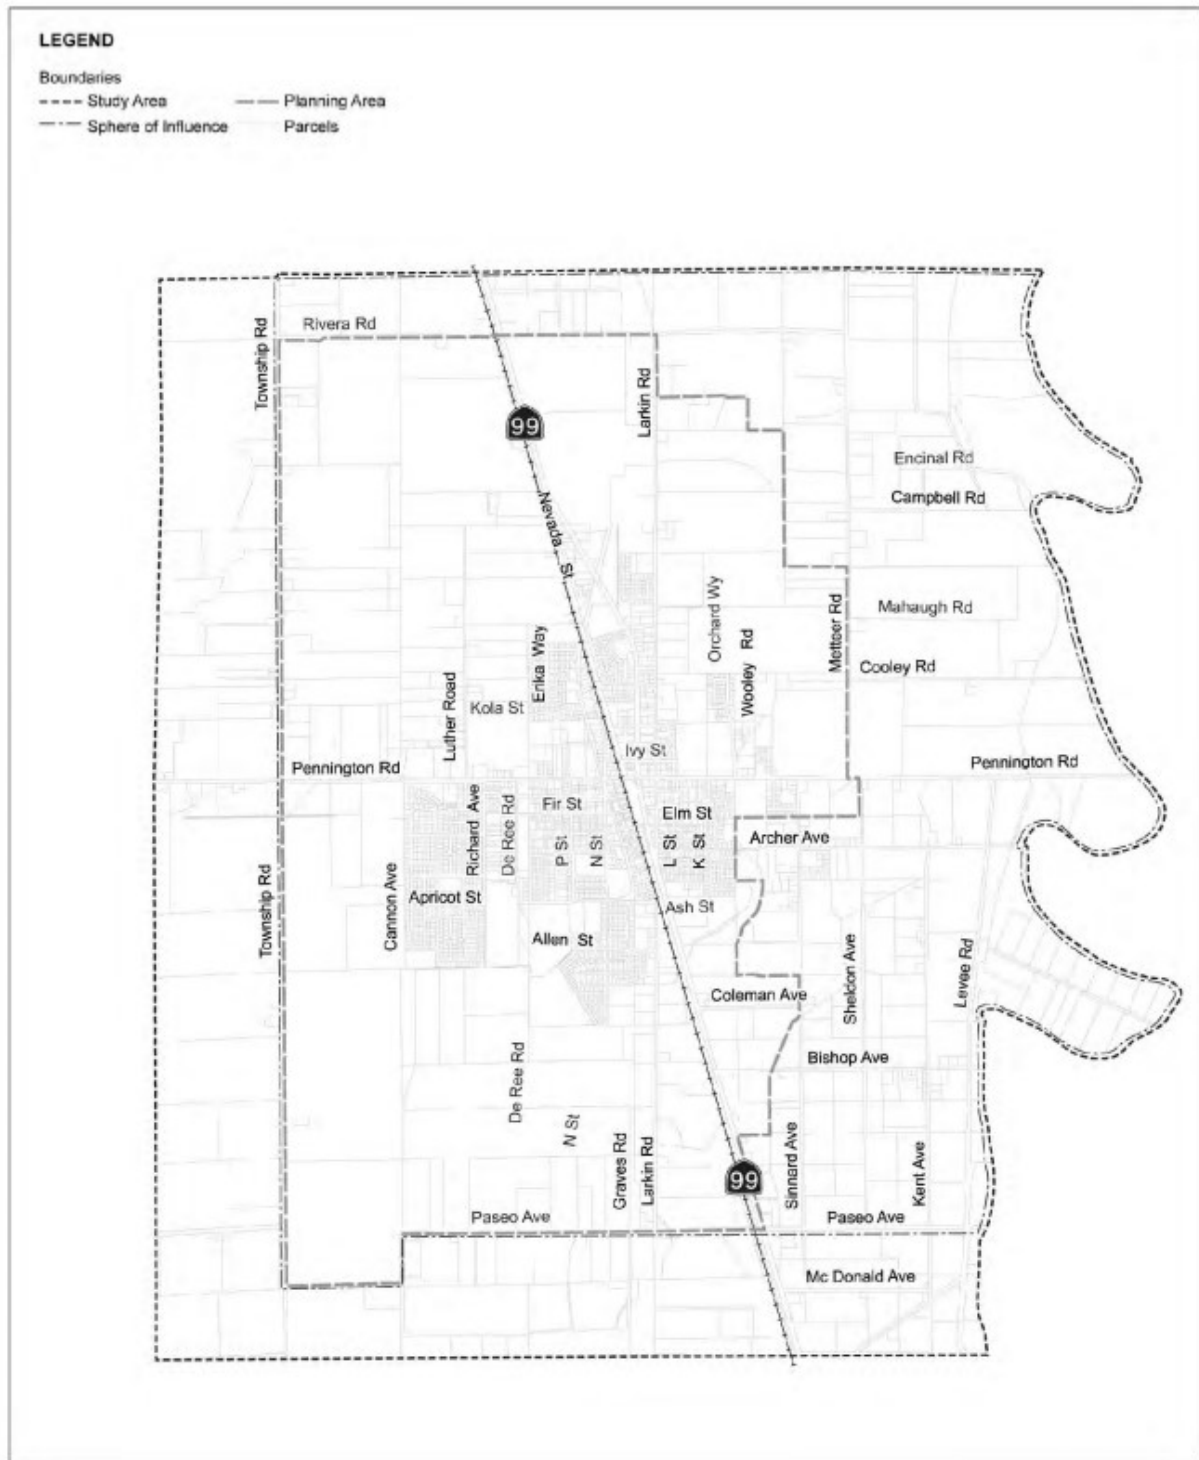 LEGEND
Boundaries
Study Area
Planning Area
Sphere of Influence
Parcels
Rivera Rd
Township Rd
Larkin Rd
99
Encinal Rd
Campbell Rd
Nevada St
Orchard Wy
Mahaugh Rd
Erika Way
Wooley Rd
Metteer Rd
Cooley Rd
Luther Road
Kola St
Ivy St
Pennington Rd
Pennington Rd
Richard Ave
De Ree Rd
Fir St
Elm St
P St
N St
L St
K St
Archer Ave
Township Rd
Cannon Ave
Apricot St
Ash St
Allen St
Sheldon Ave
Levee Rd
Coleman Ave
Bishop Ave
De Ree Rd
N St
Graves Rd
Larkin Rd
99
Sinnard Ave
Kent Ave
Paseo Ave
Paseo Ave
Mc Donald Ave